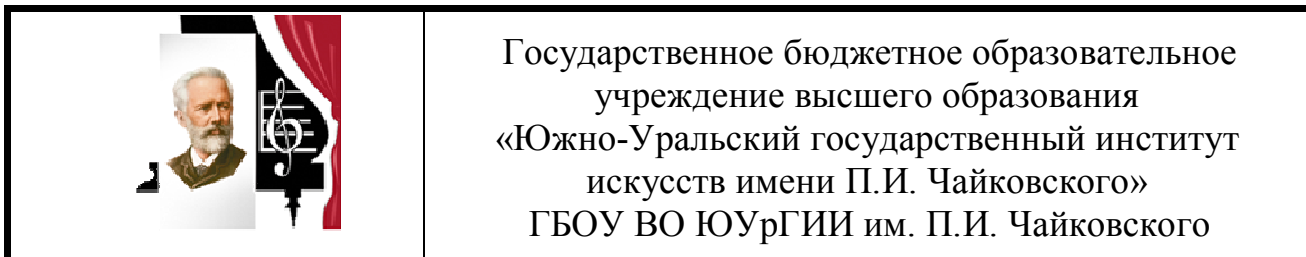 Государственное бюджетное образовательное
учреждение высшего образования
«Южно-Уральский государственный институт
искусств имени П.И. Чайковского»
ГБОУ ВО ЮУрГИИ им. П.И. Чайковского